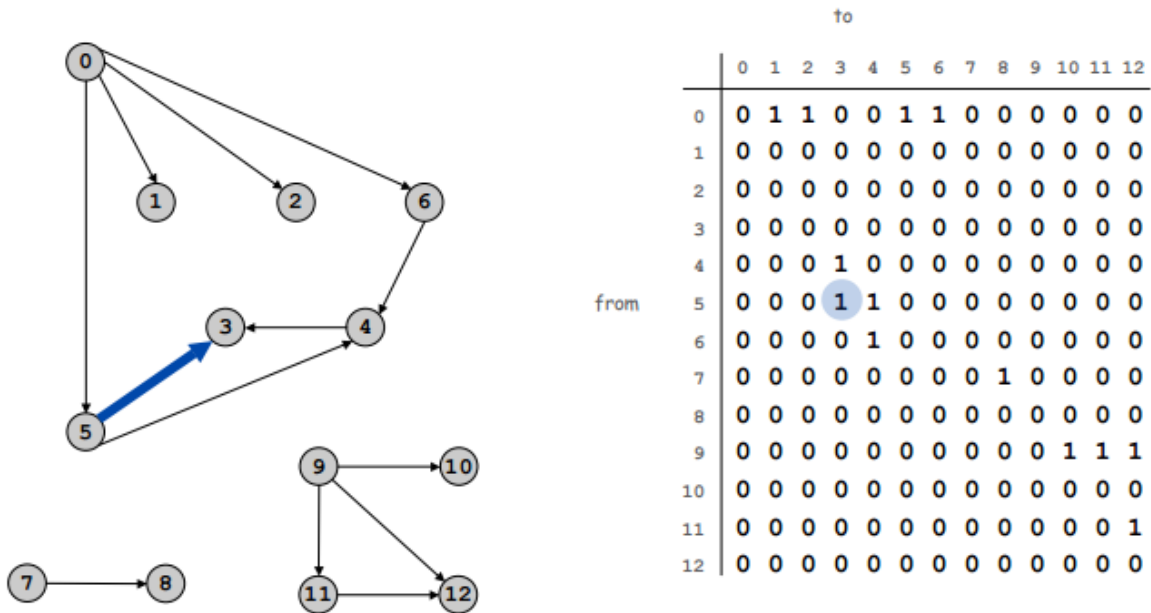 to
0 1 2 3 4 5 6 7 8 9 10 11 12
0 0 1 1 0 0 1 1 0 0 0 0 0 0
1 0 0 0 0 0 0 0 0 0 0 0 0 0
2 0 0 0 0 0 0 0 0 0 0 0 0 0
3 0 0 0 0 0 0 0 0 0 0 0 0 0
4 0 0 0 1 0 0 0 0 0 0 0 0 0
from
5 0 0 0 1 1 0 0 0 0 0 0 0 0
6 0 0 0 0 1 0 0 0 0 0 0 0 0
7 0 0 0 0 0 0 0 0 1 0 0 0 0
8 0 0 0 0 0 0 0 0 0 0 0 0 0
9 0 0 0 0 0 0 0 0 0 0 1 1 1
10 0 0 0 0 0 0 0 0 0 0 0 0 0
11 0 0 0 0 0 0 0 0 0 0 0 0 1
12 0 0 0 0 0 0 0 0 0 0 0 0 0
0
1 2 6
3 4
5
9 10
7 8
11 12